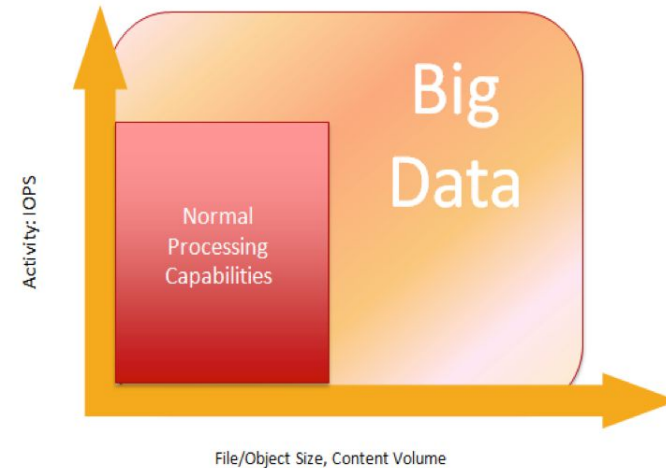 Big
Data
Normal
Processing
Capabilities
Activity: IOPS
File/Object Size, Content Volume